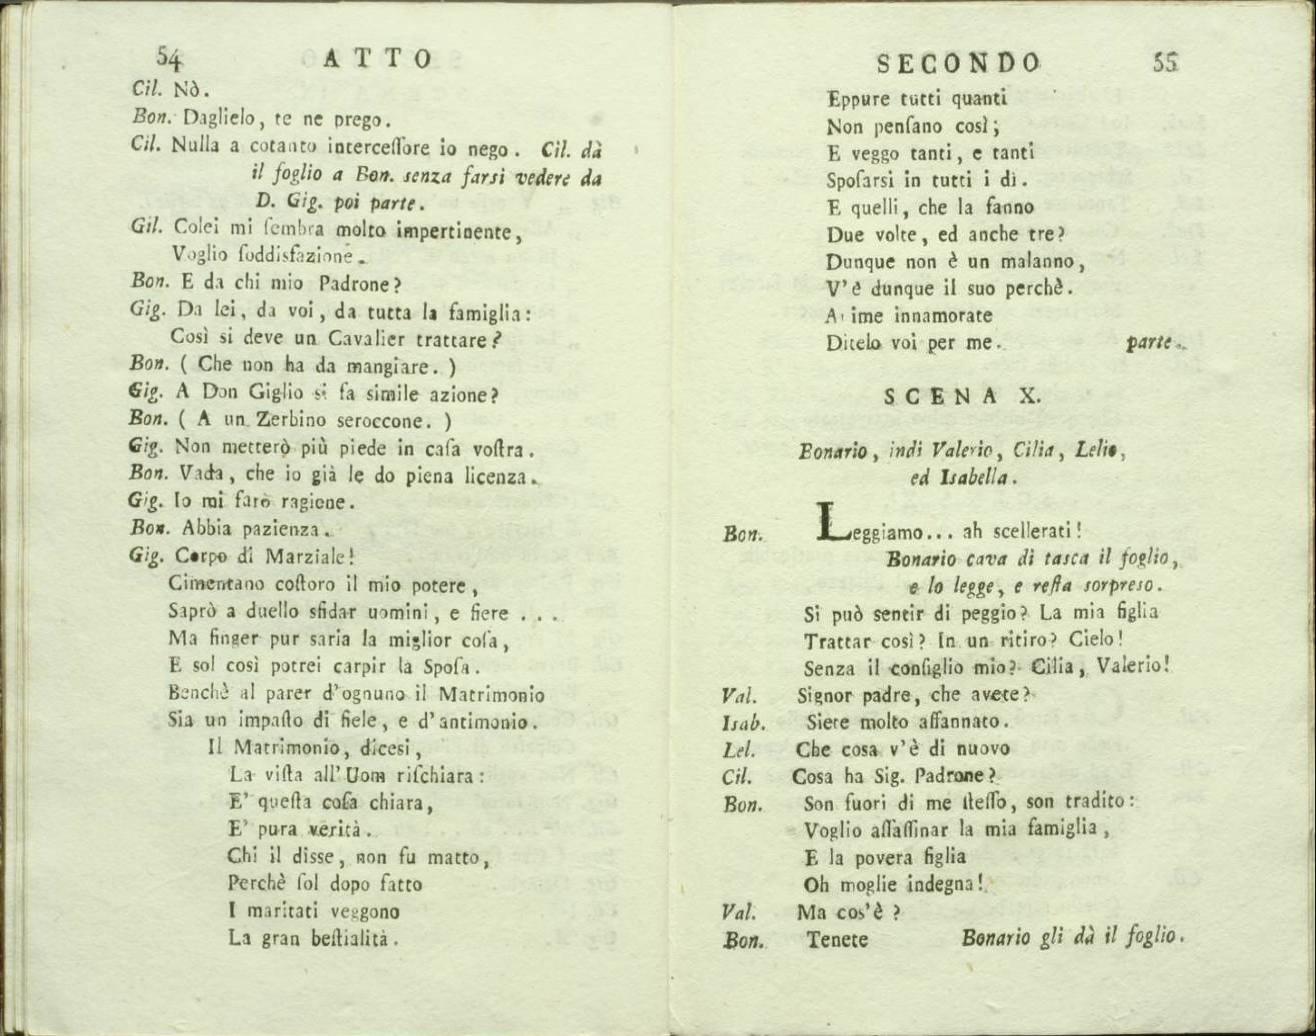 54 ATTO
Cil. Nò.
Bon. Daglielo, te ne prego.
Cil. Nulla a cotanto interceſſore io nego. Cil. dà
il foglio a Bon. senza farsi vedere da
D. Gig. poi parte.
Gil. Colei mi ſembra molto impertinente,
Voglio ſoddisfazione.
Bon. E da chi mio Padrone?
Gig. Da lei, da voi, da tutta la famiglia:
Così si deve un Cavalier trattare?
Bon. ( Che non ha da mangiare. )
Gig. A Don Giglio si fa simile azione?
Bon. ( A un Zerbino seroccone. )
Gig. Non metterò più piede in caſa voſtra.
Bon. Vada, che io già le do piena licenza.
Gig. Io mi farò ragione.
Bon. Abbia pazienza.
Gig. Corpo di Marziale!
Cimentano coſtoro il mio potere,
Saprò a duello sfidar uomini, e fiere ...
Ma finger pur saria la miglior coſa,
E sol così potrei carpir la Spoſa.
Benchè al parer d'ognuno il Matrimonio
Sia un impaſto di fiele, e d'antimonio.
Il Matrimonio, dicesi,
La viſta all'Uom riſchiara:
E' queſta coſa chiara,
E' pura verità.
Chi il disse, non fu matto,
Perchè ſol dopo fatto
I maritati veggono
La gran beſtialità.
SECONDO 55
Eppure tutti quanti
Non penſano così;
E veggo tanti, e tanti
Spoſarsi in tutti i dì.
E quelli, che la fanno
Due volte, ed anche tre?
Dunque non è un malanno,
V'è dunque il suo perchè.
A ime innamorate
Ditelo voi per me. parte.
SCENA X.
Bonario, indi Valerio, Cilia, Lelio,
ed Isabella.
Bon. Leggiamo... ah scellerati!
Bonario cava di tasca il foglio,
e lo legge, e reſta sorpreso.
Si può sentir di peggio? La mia figlia
Trattar così? In un ritiro? Cielo!
Senza il conſiglio mio? Cilia, Valerio!
Val. Signor padre, che avete?
Isab. Siete molto affannato.
Lel. Che cosa v'è di nuovo
Cil. Cosa ha Sig. Padrone?
Bon. Son fuori di me ſteſſo, son tradito:
Voglio aſſaſſinar la mia famiglia,
E la povera figlia
Oh moglie indegna!
Val. Ma cos'è ?
Bon. Tenete Bonario gli dà il foglio.